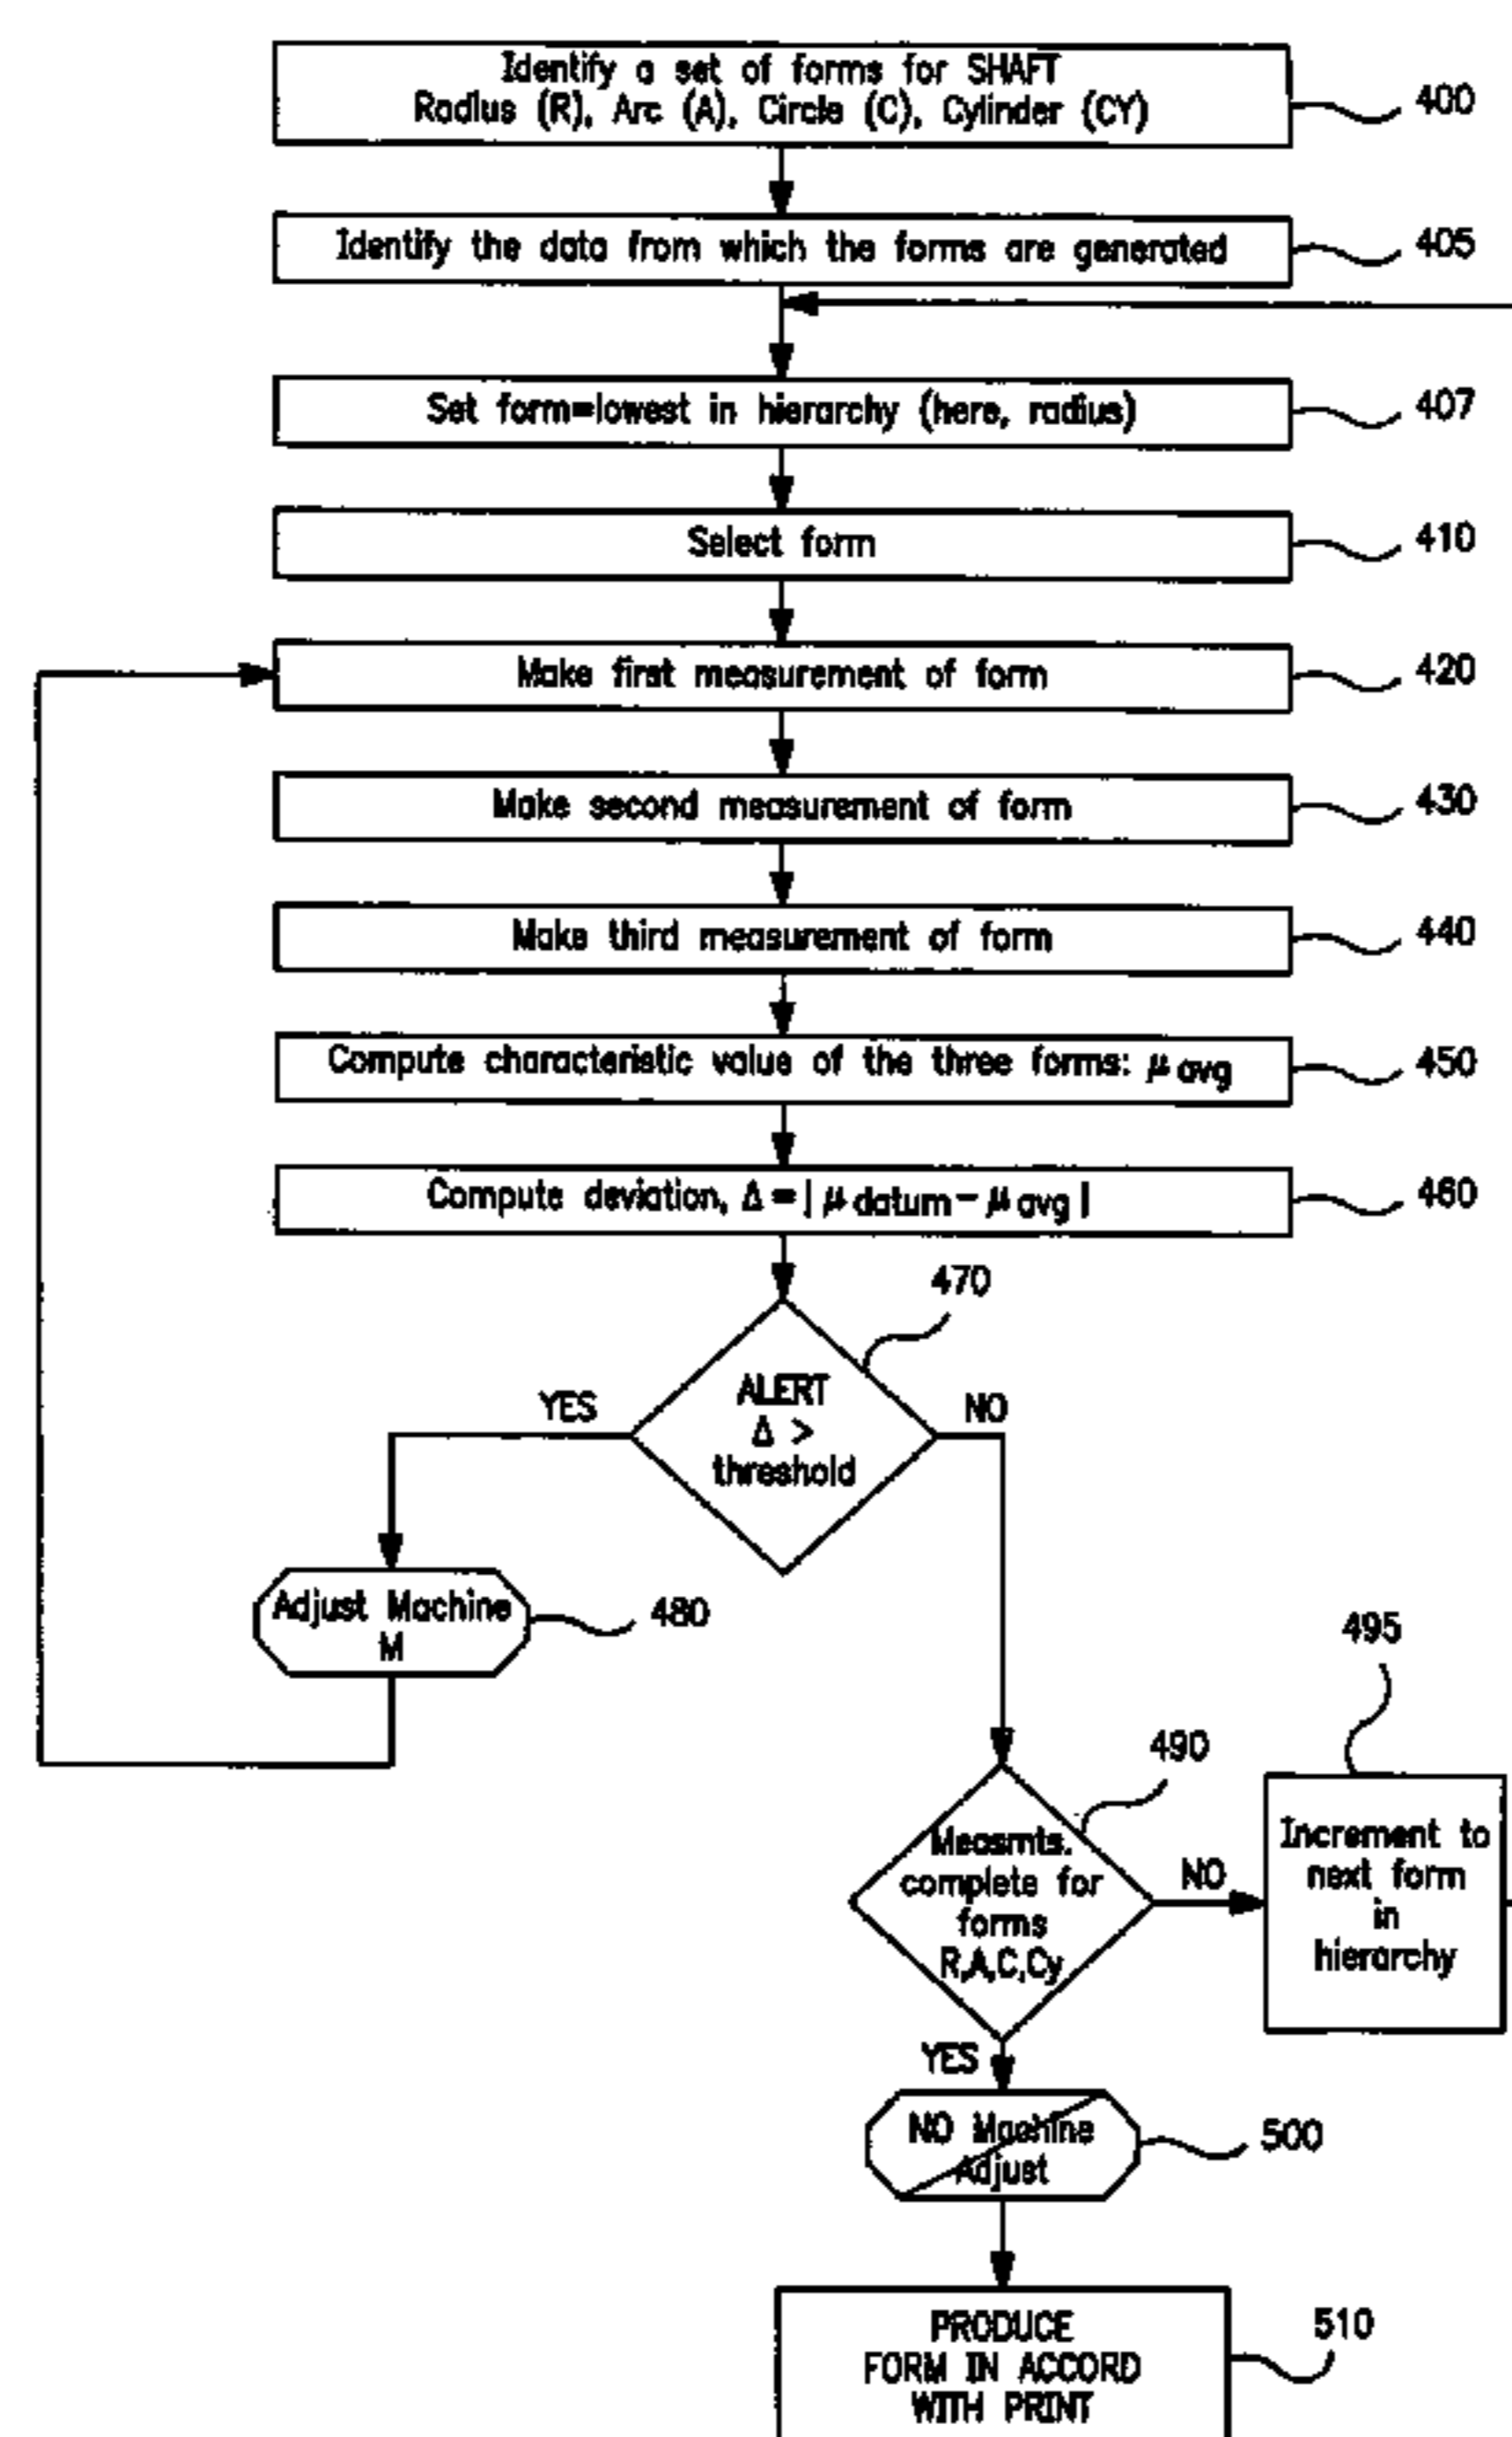 Identify a set of forms for SHAFT
Radius (R), Arc (A), Circle (C), Cylinder (CY)
400
Identify the data from which the forms are generated
405
Set form=lowest in hierarchy (here, radius)
407
Select form
410
Make first measurement of form
420
Make second measurement of form
430
Make third measurement of form
440
Compute characteristic value of the three forms: μ avg
450
Compute deviation, Δ = | μ datum - μ avg |
460
470
ALERT
Δ >
threshold
YES
NO
Adjust Machine
M
480
490
Measmts.
complete for
forms
R,A,C,Cy
NO
495
Increment to
next form
in
hierarchy
YES
NO Machine
Adjust
500
PRODUCE
FORM IN ACCORD
WITH PRINT
510